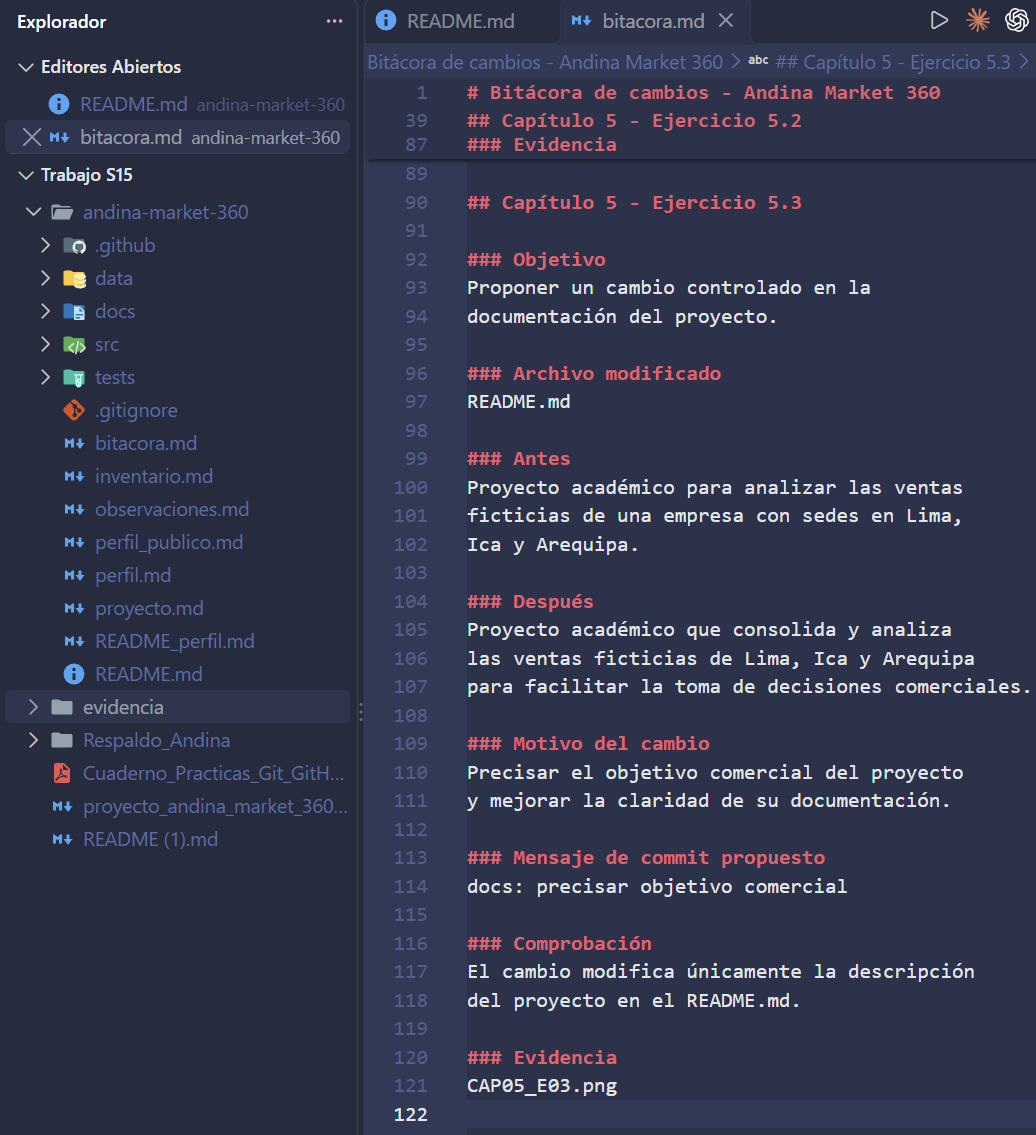 Explorador
Editores Abiertos
README.md andina-market-360
bitacora.md andina-market-360
Trabajo S15
andina-market-360
.github
data
docs
src
tests
.gitignore
bitacora.md
inventario.md
observaciones.md
perfil_publico.md
perfil.md
proyecto.md
README_perfil.md
README.md
evidencia
Respaldo_Andina
Cuaderno_Practicas_Git_GitH...
proyecto_andina_market_360...
README (1).md
README.md
bitacora.md
Bitácora de cambios - Andina Market 360 > abc ## Capítulo 5 - Ejercicio 5.3 >
1 # Bitácora de cambios - Andina Market 360
39 ## Capítulo 5 - Ejercicio 5.2
87 ### Evidencia
89
90 ## Capítulo 5 - Ejercicio 5.3
91
92 ### Objetivo
93 Proponer un cambio controlado en la
94 documentación del proyecto.
95
96 ### Archivo modificado
97 README.md
98
99 ### Antes
100 Proyecto académico para analizar las ventas
101 ficticias de una empresa con sedes en Lima,
102 Ica y Arequipa.
103
104 ### Después
105 Proyecto académico que consolida y analiza
106 las ventas ficticias de Lima, Ica y Arequipa
107 para facilitar la toma de decisiones comerciales.
108
109 ### Motivo del cambio
110 Precisar el objetivo comercial del proyecto
111 y mejorar la claridad de su documentación.
112
113 ### Mensaje de commit propuesto
114 docs: precisar objetivo comercial
115
116 ### Comprobación
117 El cambio modifica únicamente la descripción
118 del proyecto en el README.md.
119
120 ### Evidencia
121 CAP05_E03.png
122